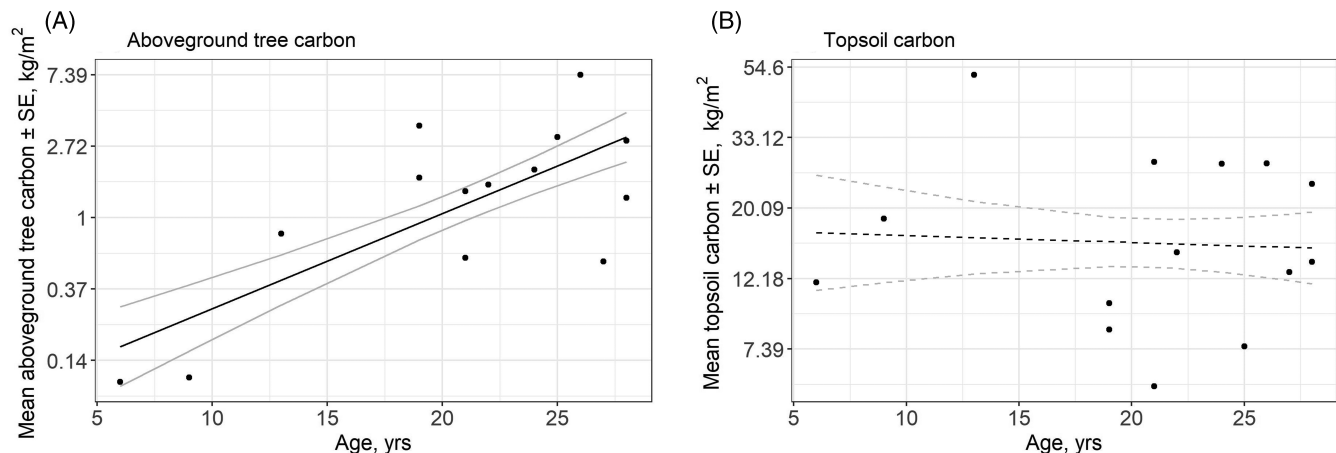 (A)
Aboveground tree carbon
Mean aboveground tree carbon ± SE, kg/m²
7.39
2.72
1
0.37
0.14
5
10
15
20
25
Age, yrs
(B)
Topsoil carbon
Mean topsoil carbon ± SE, kg/m²
54.6
33.12
20.09
12.18
7.39
5
10
15
20
25
Age, yrs